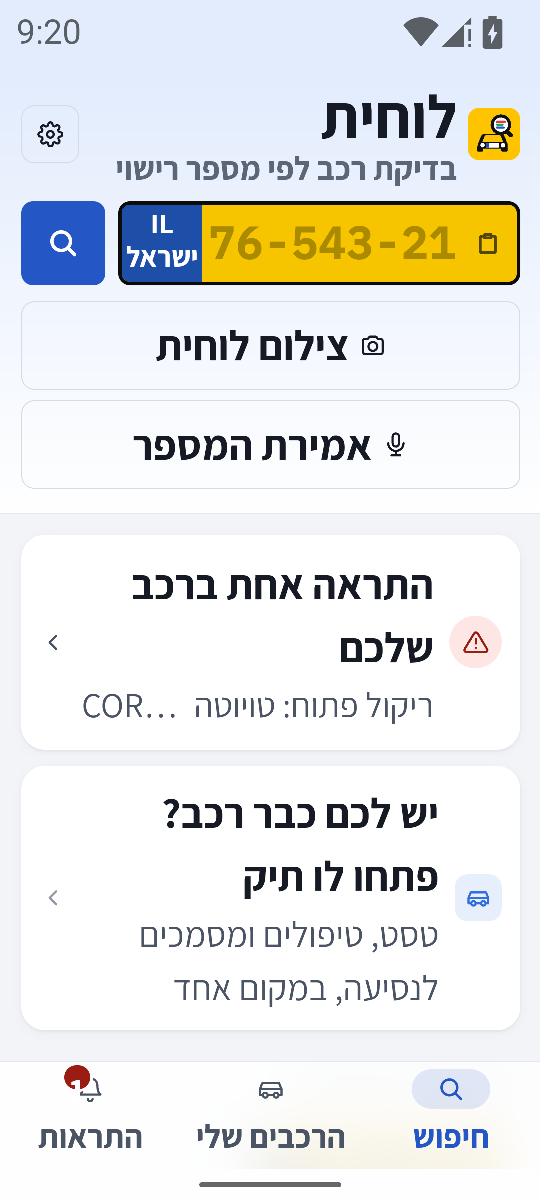 9:20
לוחית
בדיקת רכב לפי מספר רישוי
IL
ישראל
76-543-21
צילום לוחית
אמירת המספר
התראה אחת ברכב
שלכם
ריקול פתוח: טויוטה COR…
יש לכם כבר רכב?
פתחו לו תיק
טסט, טיפולים ומסמכים
לנסיעה, במקום אחד
חיפוש
הרכבים שלי
1
התראות